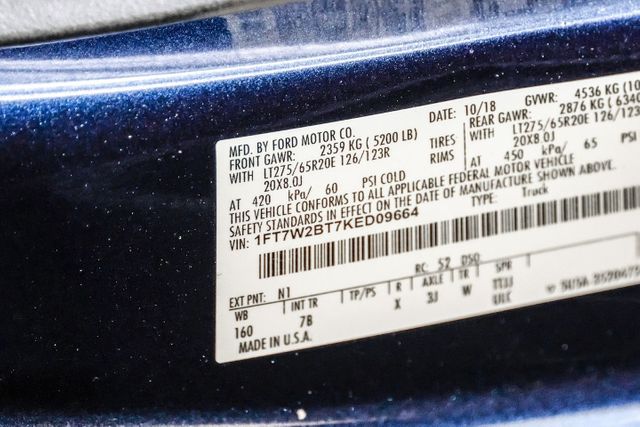 MFD. BY FORD MOTOR CO. DATE: 10/18 GVWR: 4536 KG (10
FRONT GAWR: 2359 KG ( 5200 LB) REAR GAWR: 2876 KG ( 6340
WITH LT275/65R20E 126/123R TIRES WITH LT275/65R20E 126/123
20X8.0J RIMS 20X8.0J
AT 420 kPa/ 60 PSI COLD AT 450 kPa/ 65 PSI
THIS VEHICLE CONFORMS TO ALL APPLICABLE FEDERAL MOTOR VEHICLE
SAFETY STANDARDS IN EFFECT ON THE DATE OF MANUFACTURE SHOWN ABOVE.
VIN: 1FT7W2BT7KED09664 TYPE: Truck
RC: 52 DSO:
EXT PNT: N1
WB INT TR TP/PS R AXLE TR SPR
160 7B X 3J W
MADE IN U.S.A.